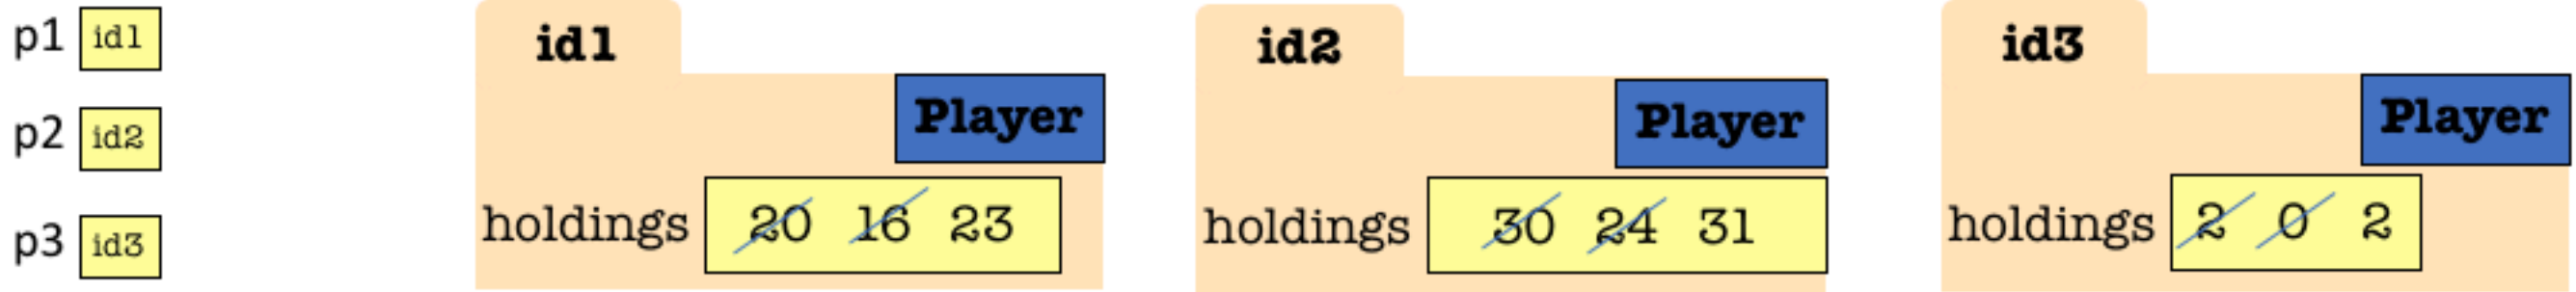 p1 id1
p2 id2
p3 id3
id1
Player
holdings 20 16 23
id2
Player
holdings 30 24 31
id3
Player
holdings 2 0 2